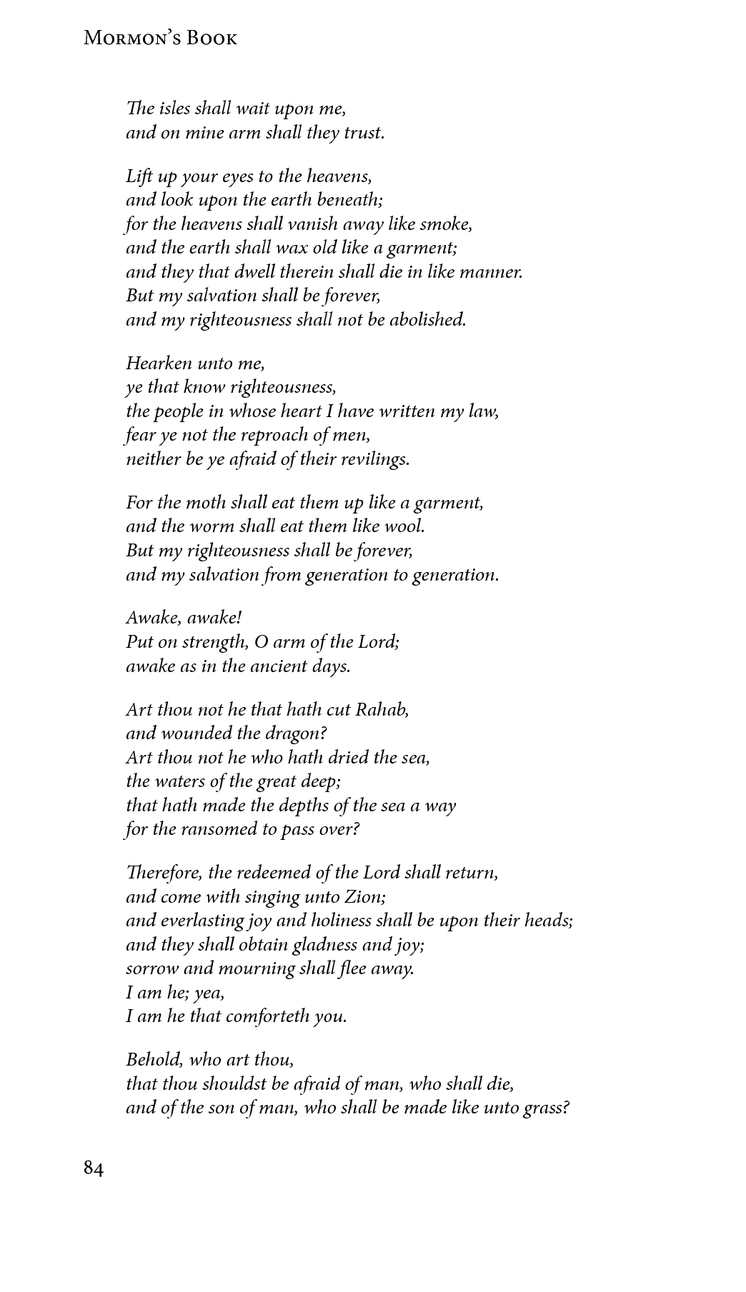 Mormon’s Book
The isles shall wait upon me,
and on mine arm shall they trust.
Lift up your eyes to the heavens,
and look upon the earth beneath;
for the heavens shall vanish away like smoke,
and the earth shall wax old like a garment;
and they that dwell therein shall die in like manner.
But my salvation shall be forever,
and my righteousness shall not be abolished.
Hearken unto me,
ye that know righteousness,
the people in whose heart I have written my law,
fear ye not the reproach of men,
neither be ye afraid of their revilings.
For the moth shall eat them up like a garment,
and the worm shall eat them like wool.
But my righteousness shall be forever,
and my salvation from generation to generation.
Awake, awake!
Put on strength, O arm of the Lord;
awake as in the ancient days.
Art thou not he that hath cut Rahab,
and wounded the dragon?
Art thou not he who hath dried the sea,
the waters of the great deep;
that hath made the depths of the sea a way
for the ransomed to pass over?
Therefore, the redeemed of the Lord shall return,
and come with singing unto Zion;
and everlasting joy and holiness shall be upon their heads;
and they shall obtain gladness and joy;
sorrow and mourning shall flee away.
I am he; yea,
I am he that comforteth you.
Behold, who art thou,
that thou shouldst be afraid of man, who shall die,
and of the son of man, who shall be made like unto grass?
84